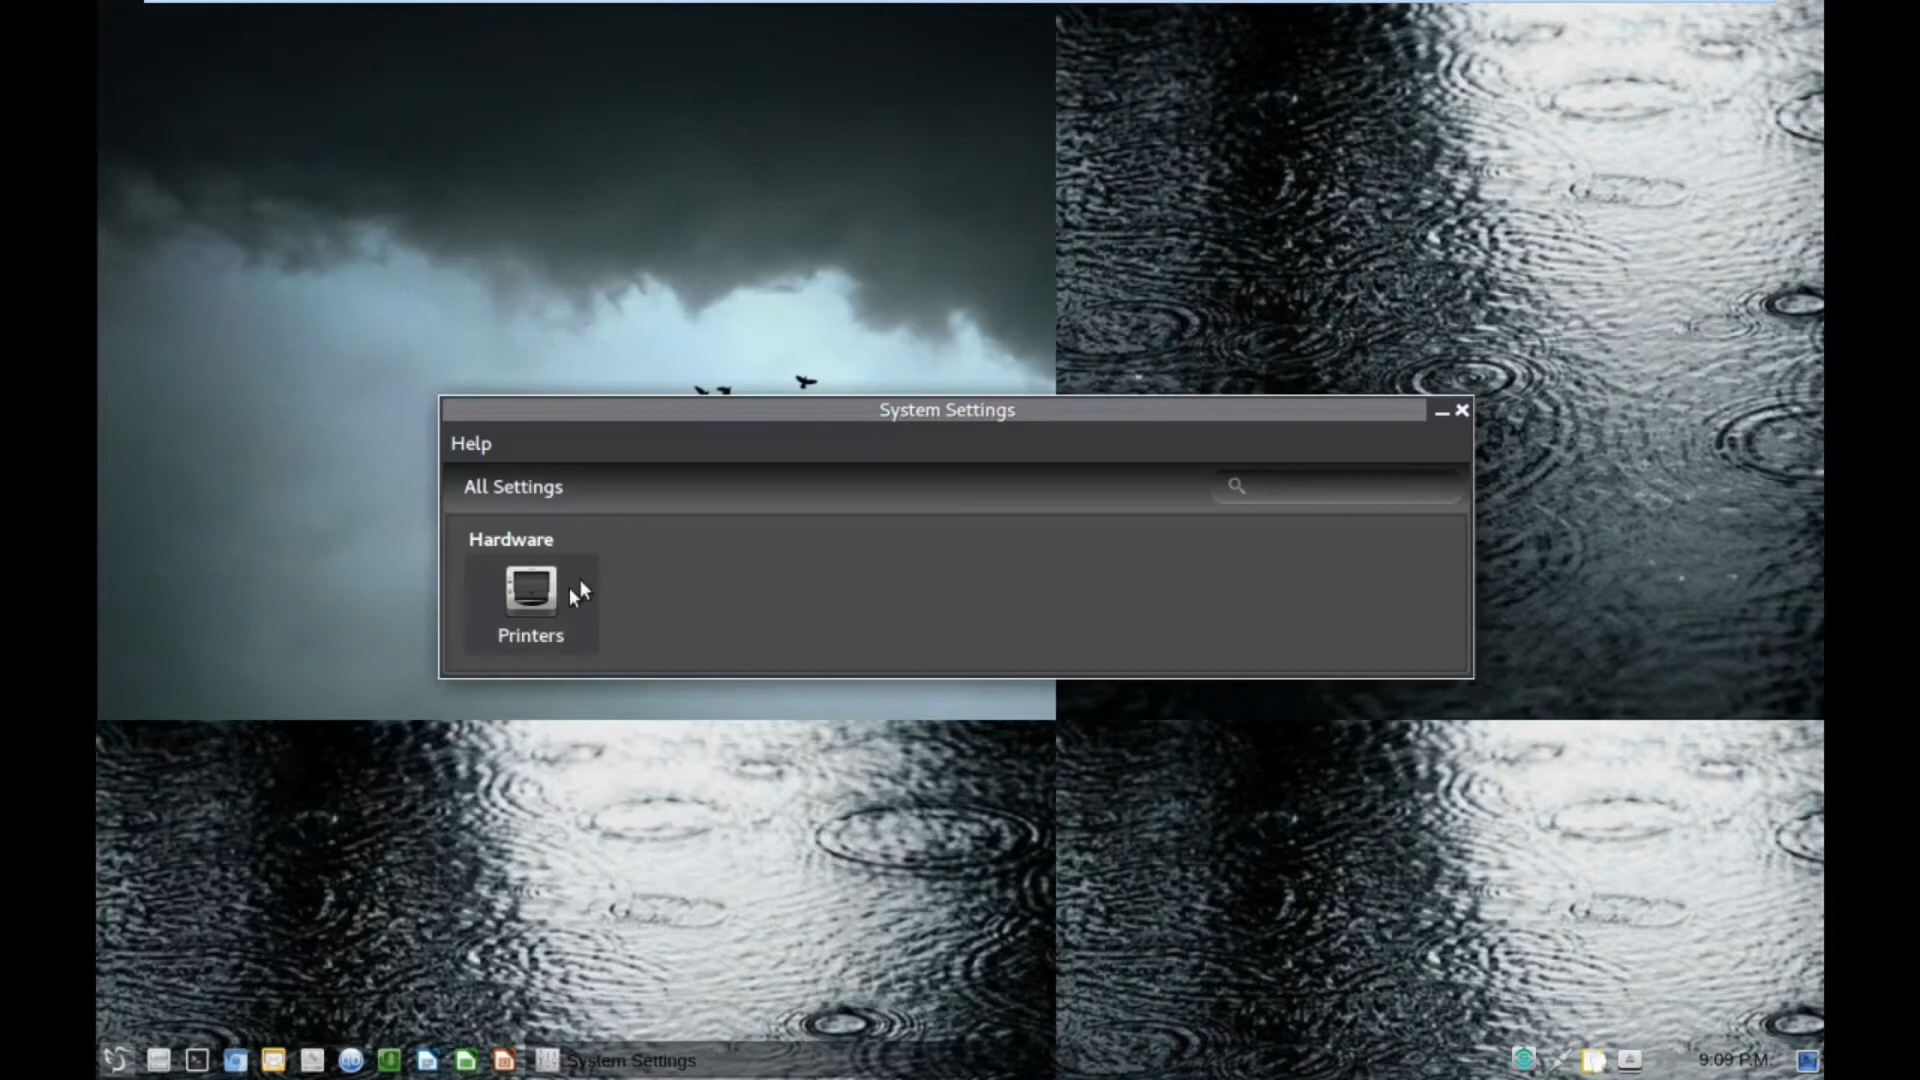 System Settings
Help
All Settings
Hardware
Printers
System Settings
9:09 P.M.